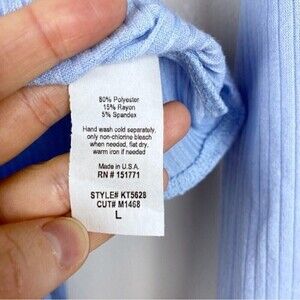 80% Polyester
15% Rayon
5% Spandex
Hand wash cold separately,
only non-chlorine bleach
when needed, flat dry,
warm iron if needed
Made in U.S.A.
RN # 151771
STYLE# KT5628
CUT# M1468
L